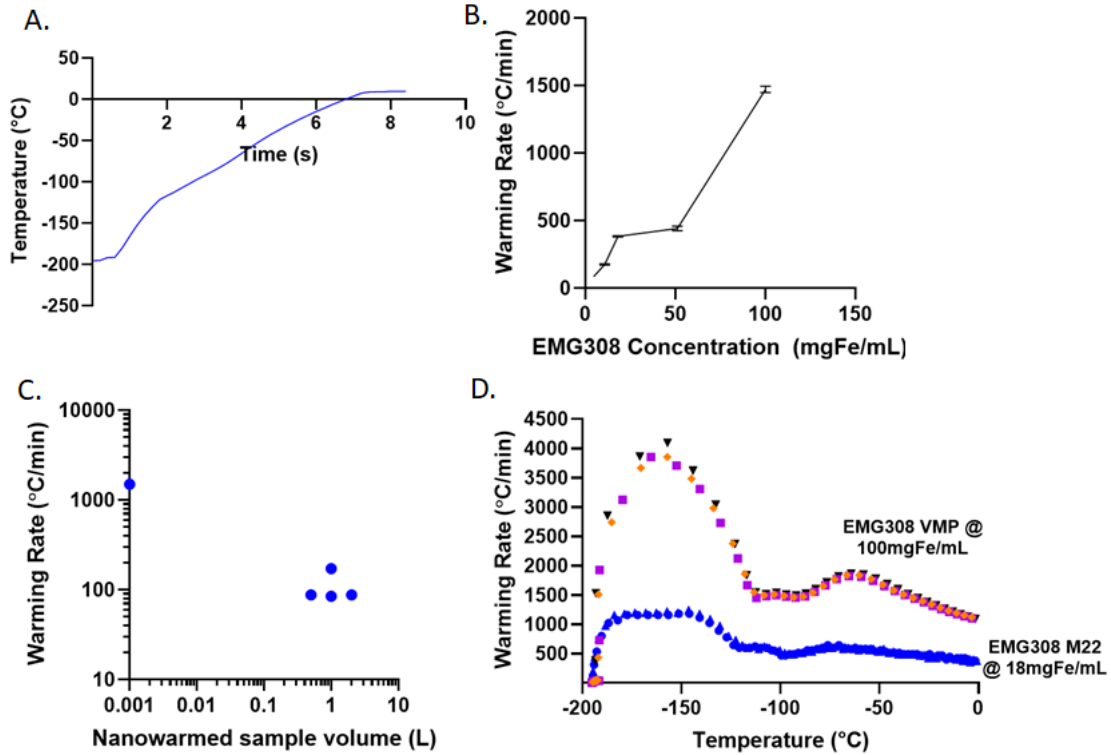 A.
Temperature (°C)
50
0
-50
-100
-150
-200
-250
2
4
6
8
10
Time (s)
B.
Warming Rate (°C/min)
2000
1500
1000
500
0
0
50
100
150
EMG308 Concentration (mgFe/mL)
C.
Warming Rate (°C/min)
10000
1000
100
10
0.001
0.01
0.1
1
10
Nanowarmed sample volume (L)
D.
Warming Rate (°C/min)
4500
4000
3500
3000
2500
2000
1500
1000
500
-200
-150
-100
-50
0
Temperature (°C)
EMG308 VMP @
100mgFe/mL
EMG308 M22
@ 18mgFe/mL